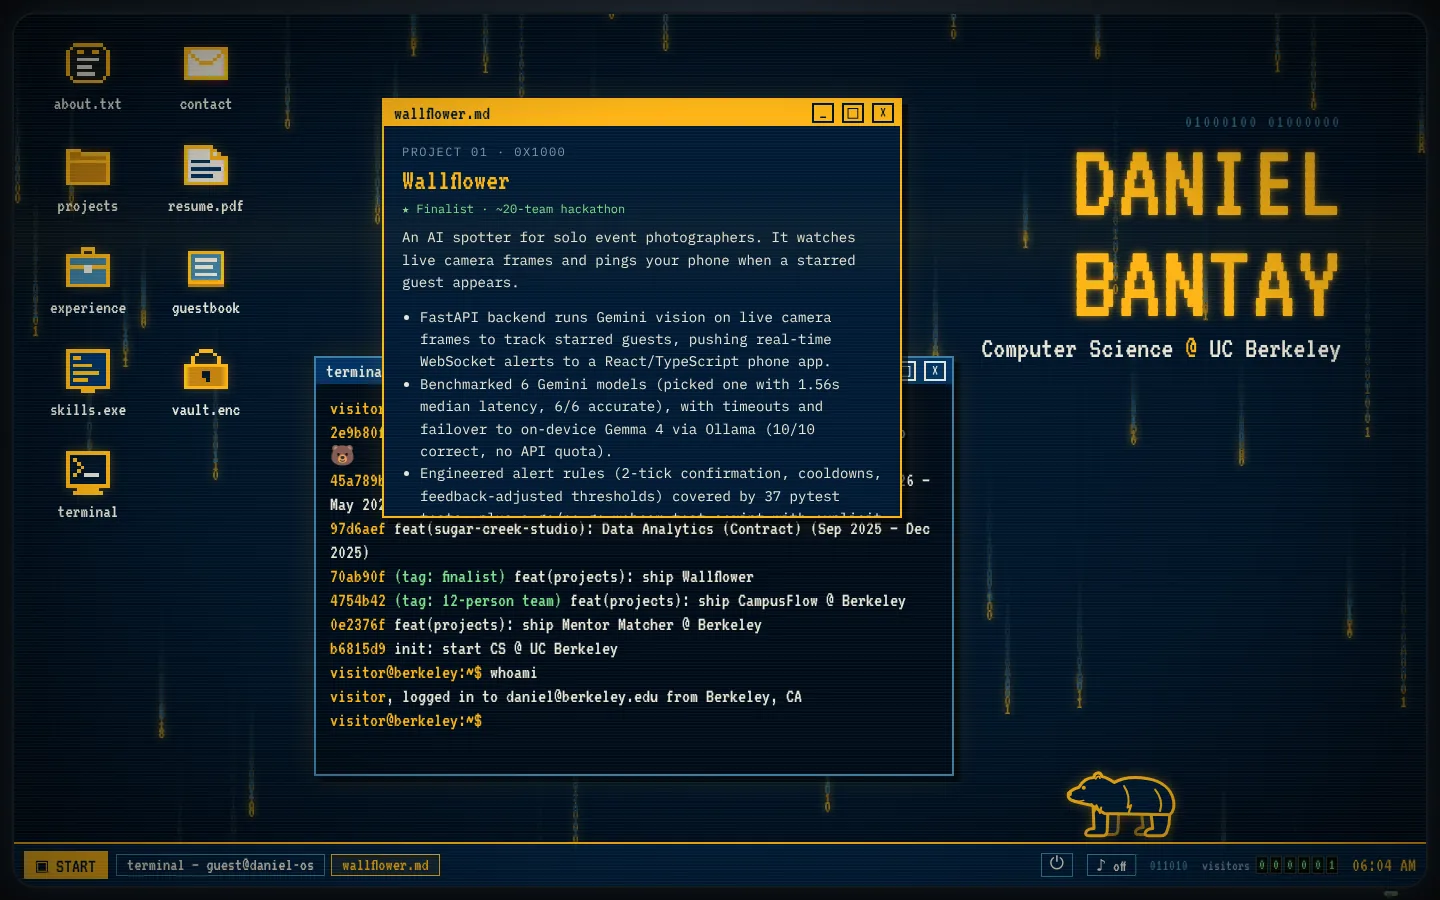 about.txt
contact
projects
resume.pdf
experience
guestbook
skills.exe
vault.enc
terminal
wallflower.md
PROJECT 01 · 0X1000
Wallflower
★ Finalist · ~20-team hackathon
An AI spotter for solo event photographers. It watches
live camera frames and pings your phone when a starred
guest appears.
• FastAPI backend runs Gemini vision on live camera
frames to track starred guests, pushing real-time
WebSocket alerts to a React/TypeScript phone app.
• Benchmarked 6 Gemini models (picked one with 1.56s
median latency, 6/6 accurate), with timeouts and
failover to on-device Gemma 4 via Ollama (10/10
correct, no API quota).
• Engineered alert rules (2-tick confirmation, cooldowns,
feedback-adjusted thresholds) covered by 37 pytest
97d6aef feat(sugar-creek-studio): Data Analytics (Contract) (Sep 2025 – Dec
2025)
70ab90f (tag: finalist) feat(projects): ship Wallflower
4754b42 (tag: 12-person team) feat(projects): ship CampusFlow @ Berkeley
0e2376f feat(projects): ship Mentor Matcher @ Berkeley
b6815d9 init: start CS @ UC Berkeley
visitor@berkeley:~$ whoami
visitor, logged in to daniel@berkeley.edu from Berkeley, CA
visitor@berkeley:~$
01000100 01000000
DANIEL
BANTAY
Computer Science @ UC Berkeley
START
terminal — guest@daniel-os
wallflower.md
♪ off
011010
visitors 000001
06:04 AM